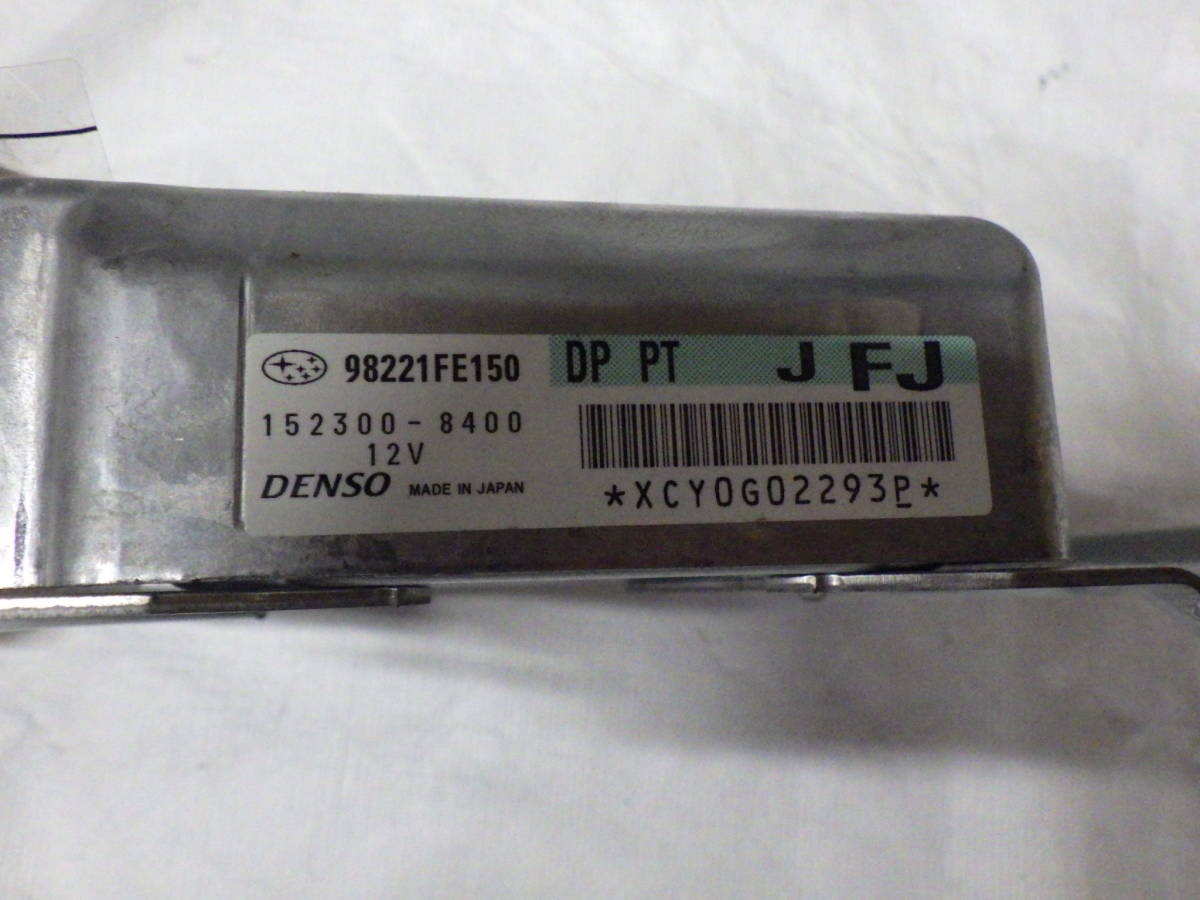 98221FE150 DP PT J FJ
152300-8400
12V
DENSO MADE IN JAPAN
*XCY0G02293P*